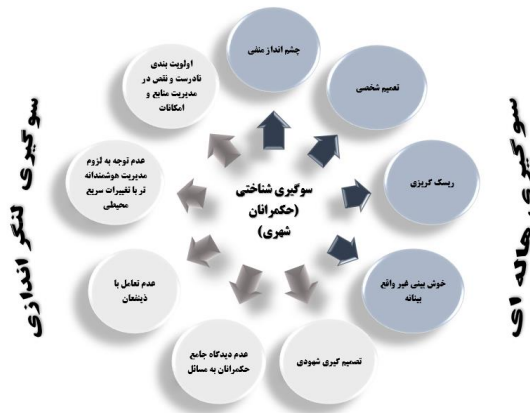 چشم انداز منفی
تعمیم شخصی
ریسک گریزی
خوش بینی غیر واقع
بینانه
تصمیم گیری شهودی
عدم دیدگاه جامع
حکمرانان به مسائل
عدم تعامل با
ذینفعان
عدم توجه به لزوم
مدیریت هوشمندانه
تر با تغییرات سریع
محیطی
اولویت بندی
نادرست و نقص در
مدیریت منابع و
امکانات
سوگیری شناختی
(حکمرانان
شهری)
سوگیری هاله ای
سوگیری لنگر اندازی